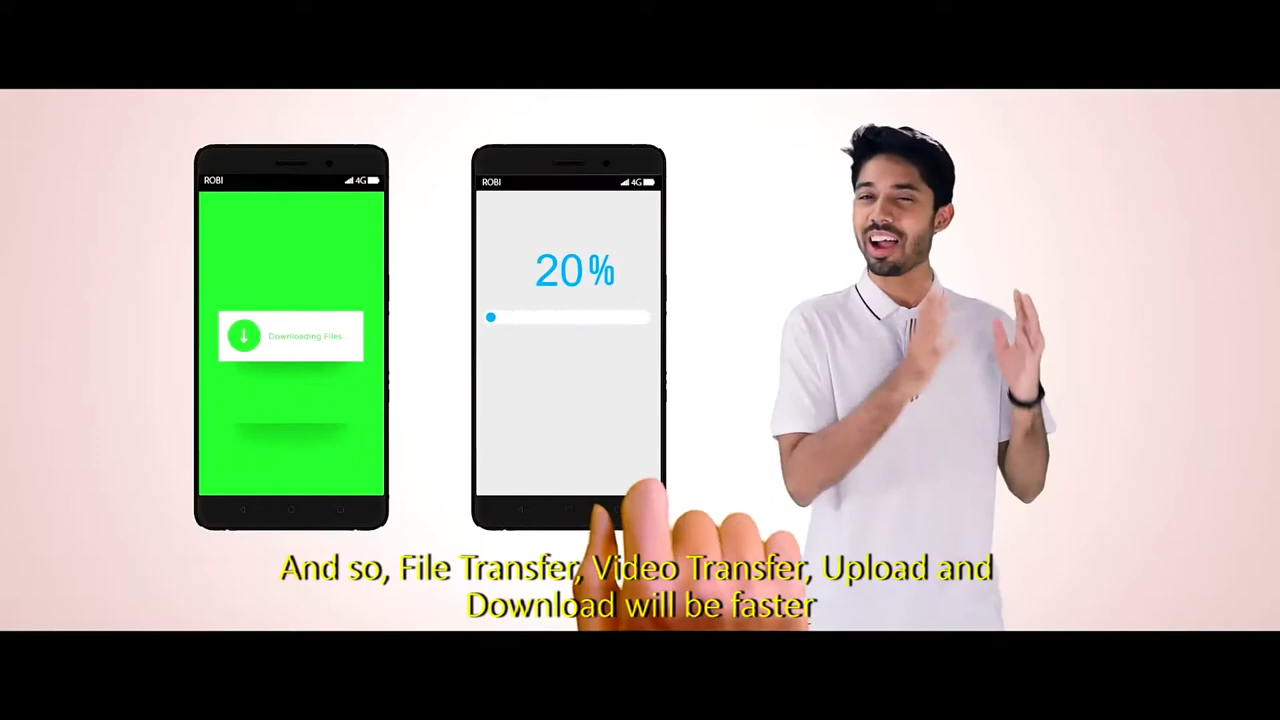 ROBI 4G
ROBI 4G
20%
Downloading Files
And so, File Transfer, Video Transfer, Upload and
Download will be faster